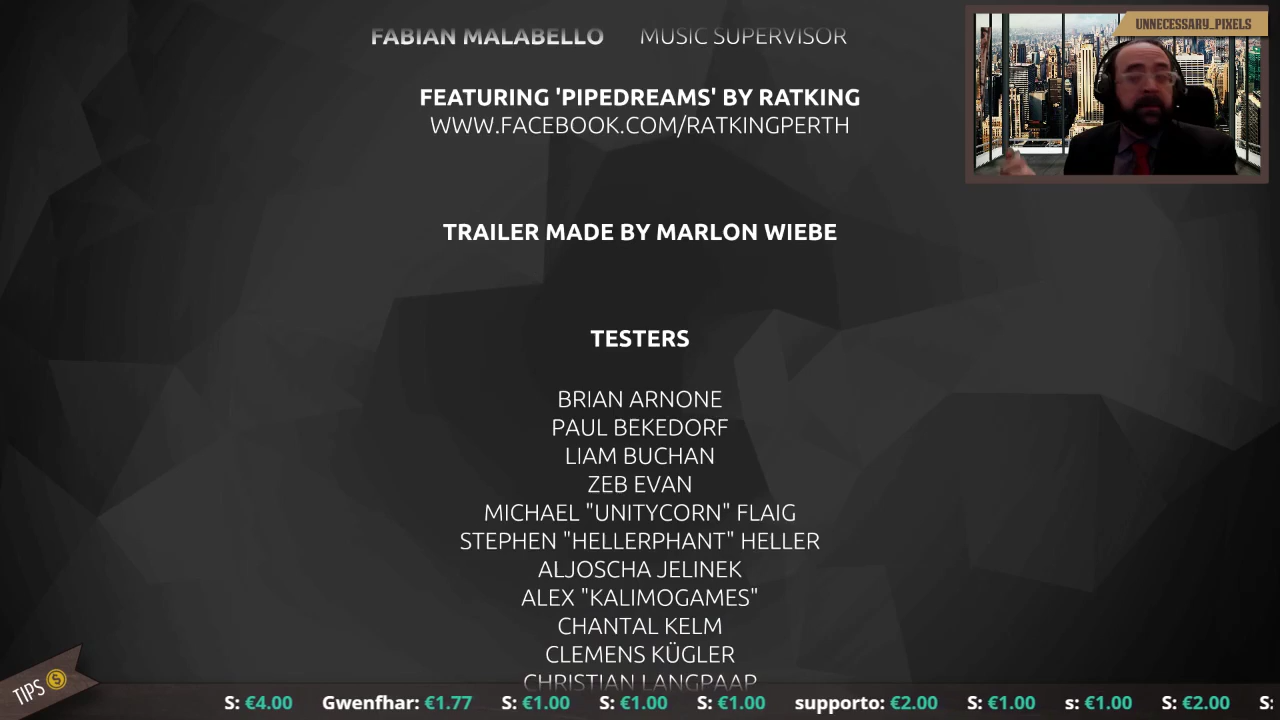 FABIAN MALABELLO MUSIC SUPERVISOR
UNNECESSARY_PIXELS
FEATURING 'PIPEDREAMS' BY RATKING
WWW.FACEBOOK.COM/RATKINGPERTH
TRAILER MADE BY MARLON WIEBE
TESTERS
BRIAN ARNONE
PAUL BEKEDORF
LIAM BUCHAN
ZEB EVAN
MICHAEL "UNITYCORN" FLAIG
STEPHEN "HELLERPHANT" HELLER
ALJOSCHA JELINEK
ALEX "KALIMOGAMES"
CHANTAL KELM
CLEMENS KÜGLER
CHRISTIAN LANGPAAP
TIPS
S: €4.00 Gwenfhar: €1.77 S: €1.00 S: €1.00 S: €1.00 supporto: €2.00 S: €1.00 s: €1.00 S: €2.00 S: